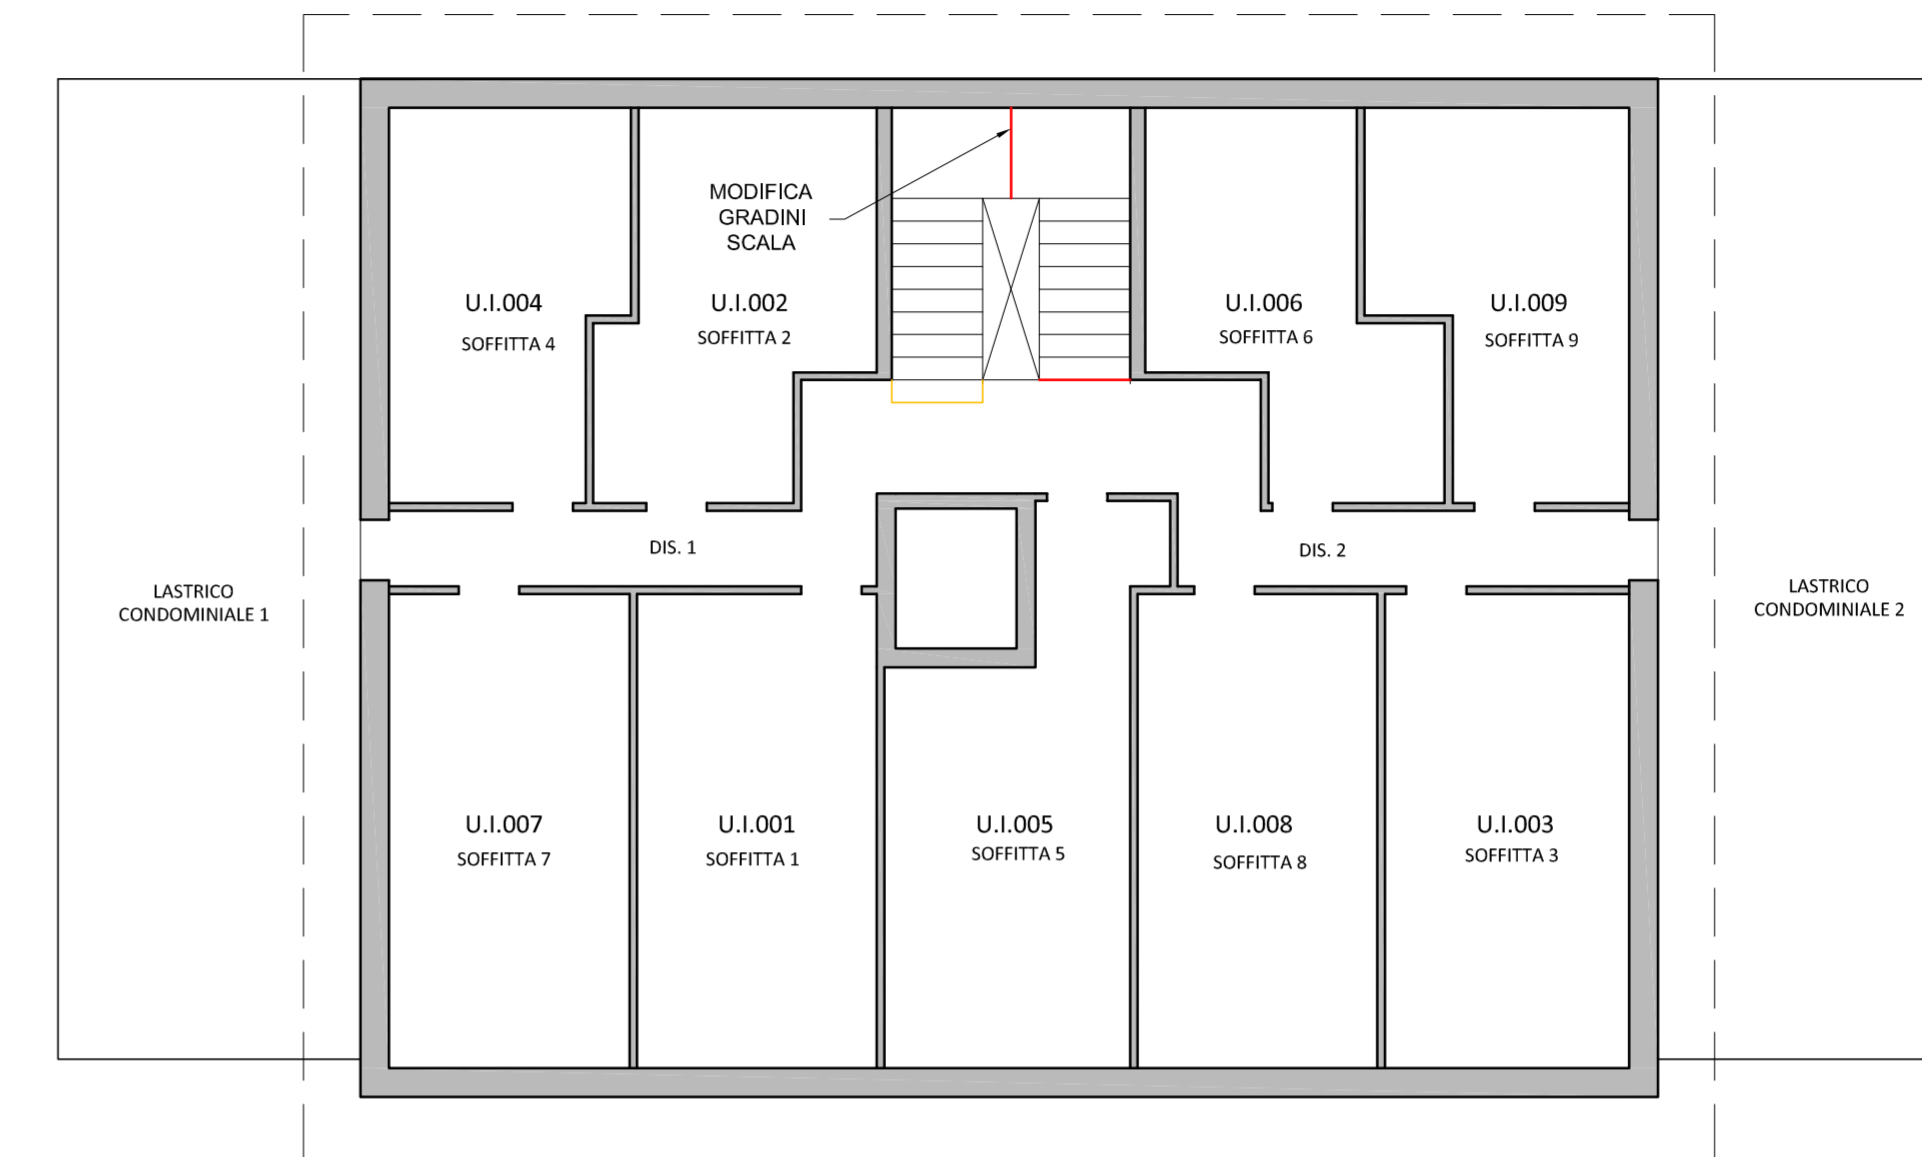 MODIFICA
GRADINI
SCALA
U.I.004
SOFFITTA 4
U.I.002
SOFFITTA 2
U.I.006
SOFFITTA 6
U.I.009
SOFFITTA 9
DIS. 1
DIS. 2
LASTRICO
CONDOMINIALE 1
LASTRICO
CONDOMINIALE 2
U.I.007
SOFFITTA 7
U.I.001
SOFFITTA 1
U.I.005
SOFFITTA 5
U.I.008
SOFFITTA 8
U.I.003
SOFFITTA 3